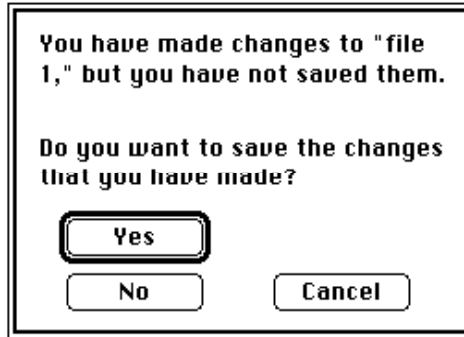 You have made changes to "file
1," but you have not saved them.
Do you want to save the changes
that you have made?
Yes
No Cancel